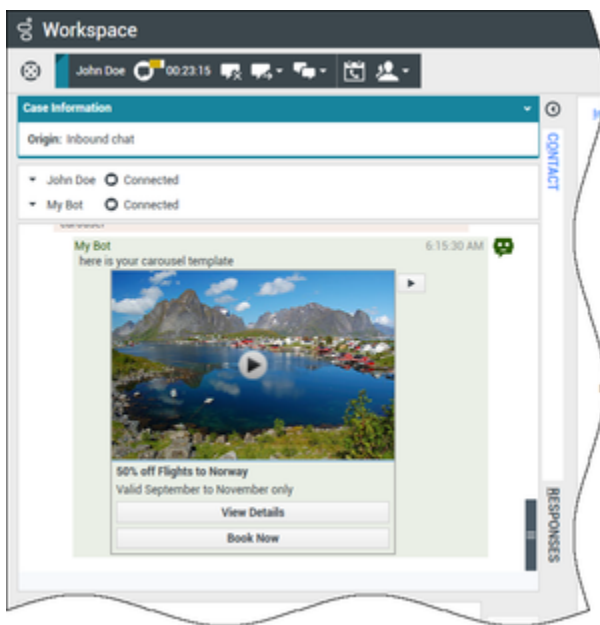 Workspace
John Doe 00:23:15
Case Information
Origin: Inbound chat
CONTACT
John Doe Connected
My Bot Connected
carousel
My Bot 6:15:30 AM
here is your carousel template
50% off Flights to Norway
Valid September to November only
View Details
Book Now
RESPONSES